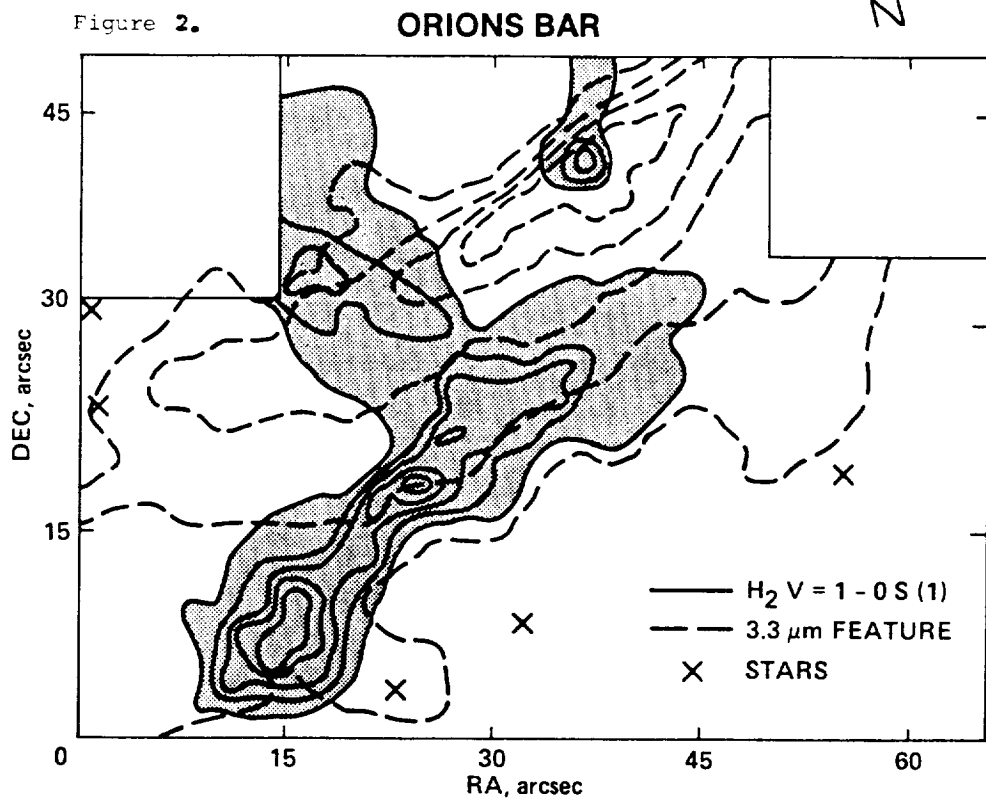 Figure 2.
ORIONS BAR
Z
45
30
15
0
15
30
45
60
DEC, arcsec
RA, arcsec
H2 V = 1 - 0 S (1)
3.3 μm FEATURE
STARS